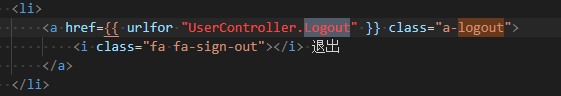 <li>
<a href={{ urlfor "UserController.Logout" }} class="a-logout">
<i class="fa fa-sign-out"></i> 退出
</a>
</li>